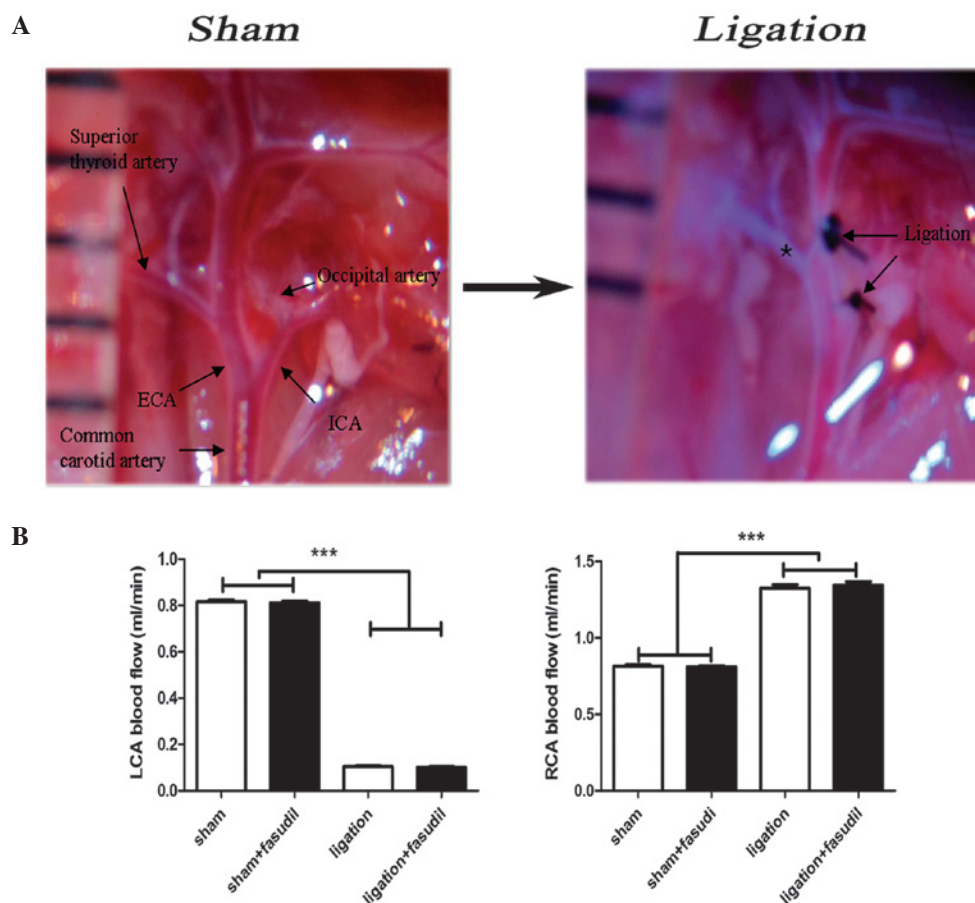 A
Sham
Ligation
Superior
thyroid artery
Occipital artery
ECA
ICA
Common
carotid artery
Ligation
*
B
***
LCA blood flow (ml/min)
1.0
0.8
0.6
0.4
0.2
0.0
sham
sham+fasudil
ligation
ligation+fasudil
***
RCA blood flow (ml/min)
1.5
1.0
0.5
0.0
sham
sham+fasudi
ligation
ligation+fasudil